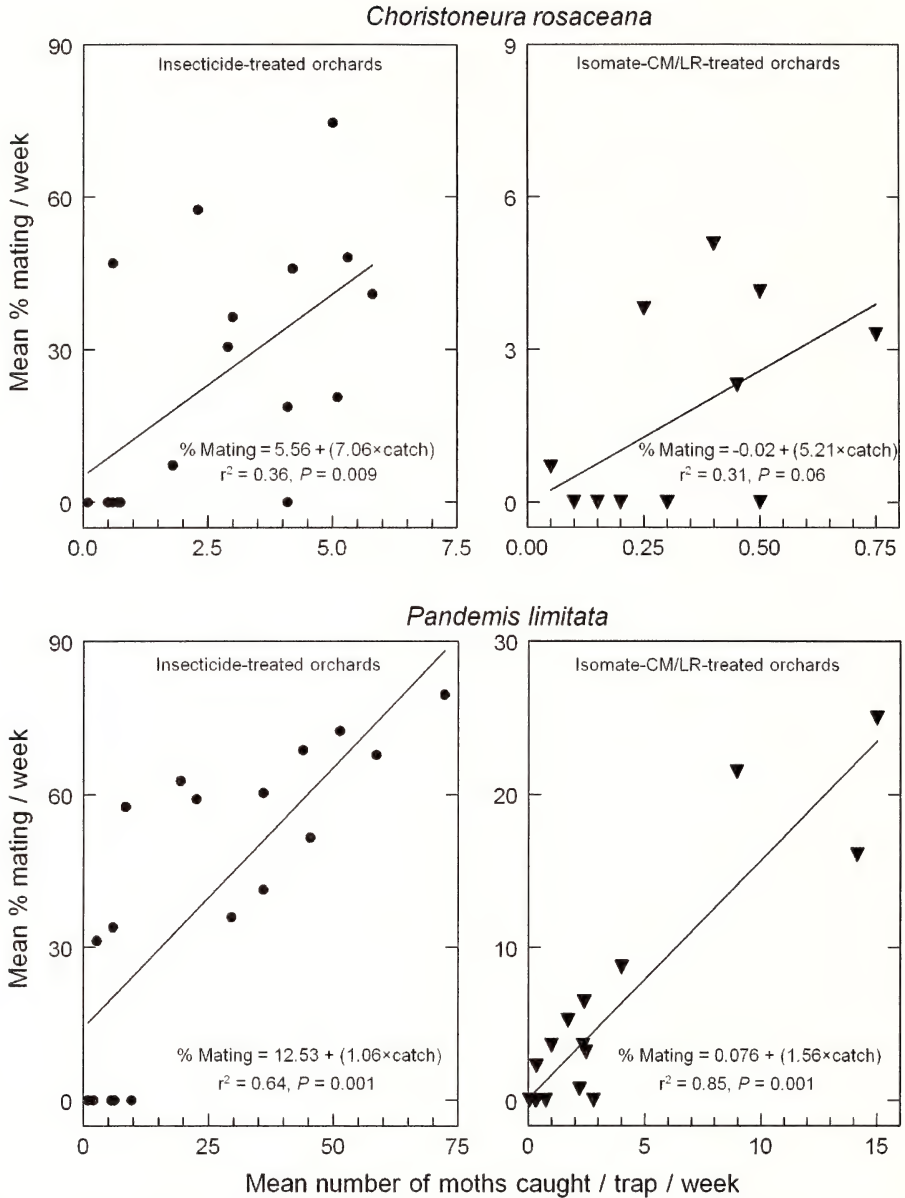 Choristoneura rosaceana
Insecticide-treated orchards
Isomate-CM/LR-treated orchards
Mean % mating / week
90
60
30
0
% Mating = 5.56 + (7.06×catch)
r² = 0.36, P = 0.009
0.0 2.5 5.0 7.5
9
6
3
0
% Mating = -0.02 + (5.21×catch)
r² = 0.31, P = 0.06
0.00 0.25 0.50 0.75
Pandemis limitata
Insecticide-treated orchards
Isomate-CM/LR-treated orchards
Mean % mating / week
90
60
30
0
% Mating = 12.53 + (1.06×catch)
r² = 0.64, P = 0.001
0 25 50 75
30
20
10
0
% Mating = 0.076 + (1.56×catch)
r² = 0.85, P = 0.001
0 5 10 15
Mean number of moths caught / trap / week